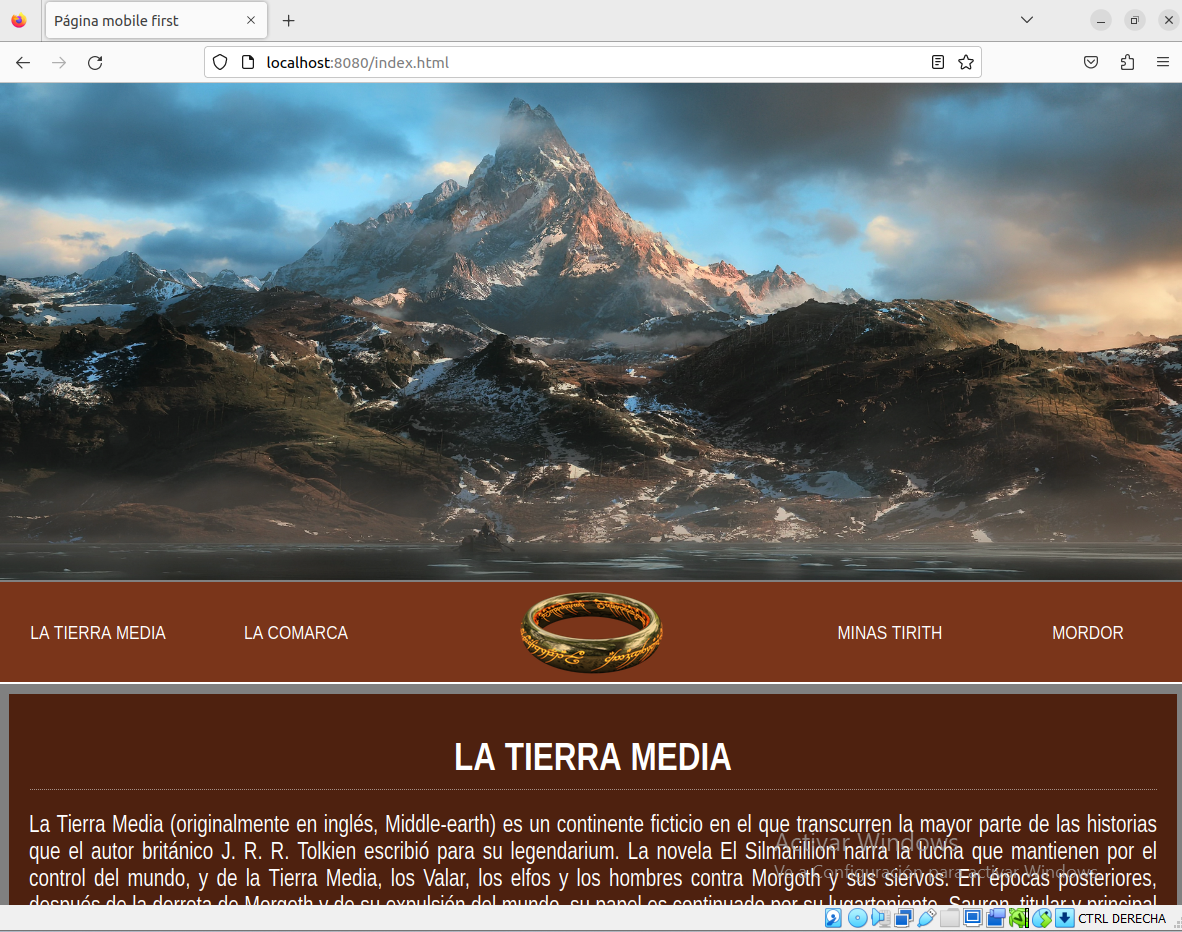 Página mobile first
localhost:8080/index.html
LA TIERRA MEDIA
LA COMARCA
MINAS TIRITH
MORDOR
LA TIERRA MEDIA
La Tierra Media (originalmente en inglés, Middle-earth) es un continente ficticio en el que transcurren la mayor parte de las historias
que el autor británico J. R. R. Tolkien escribió para su legendarium. La novela El Silmarillion narra la lucha que mantienen por el
control del mundo, y de la Tierra Media, los Valar, los elfos y los hombres contra Morgoth y sus siervos. En épocas posteriores,
después de la derrota de Morgoth y de su expulsión del mundo, su papel es continuado por su lugarteniente, Sauron, titular y principal
Activar Windows
Ve a Configuración para activar Windows.
CTRL DERECHA